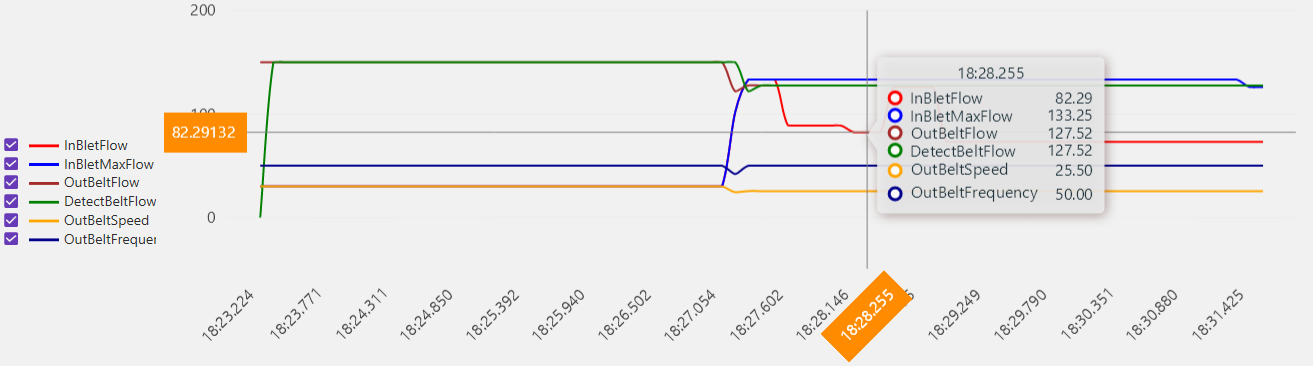 200
100
82.29132
0
InBletFlow
InBletMaxFlow
OutBeltFlow
DetectBeltFlow
OutBeltSpeed
OutBeltFrequer
18:28.255
InBletFlow 82.29
InBletMaxFlow 133.25
OutBeltFlow 127.52
DetectBeltFlow 127.52
OutBeltSpeed 25.50
OutBeltFrequency 50.00
18:23.224
18:23.771
18:24.311
18:24.850
18:25.392
18:25.940
18:26.502
18:27.054
18:27.602
18:28.146
18:28.255
18:29.249
18:29.790
18:30.351
18:30.880
18:31.425